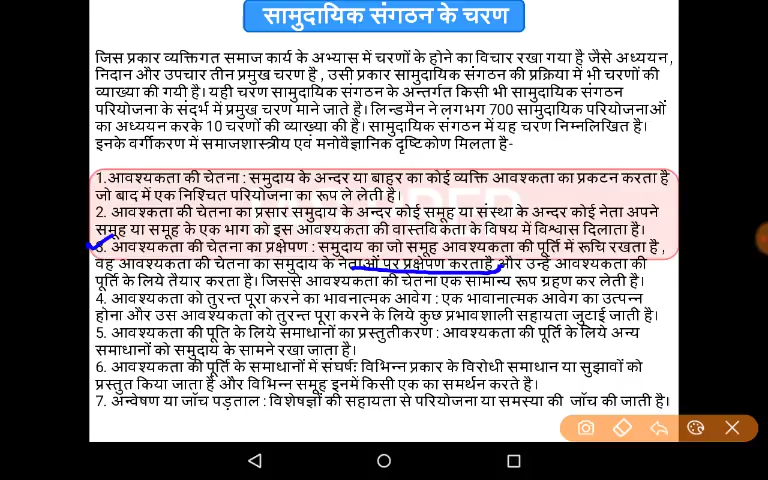 सामुदायिक संगठन के चरण
जिस प्रकार व्यक्तिगत समाज कार्य के अभ्यास में चरणों के होने का विचार रखा गया है जैसे अध्ययन,
निदान और उपचार तीन प्रमुख चरण है , उसी प्रकार सामुदायिक संगठन की प्रक्रिया में भी चरणों की
व्याख्या की गयी है। यही चरण सामुदायिक संगठन के अन्तर्गत किसी भी सामुदायिक संगठन
परियोजना के संदर्भ में प्रमुख चरण माने जाते है। लिन्डमैन ने लगभग 700 सामुदायिक परियोजनाओं
का अध्ययन करके 10 चरणों की व्याख्या की है। सामुदायिक संगठन में यह चरण निम्नलिखित है।
इनके वर्गीकरण में समाजशास्त्रीय एवं मनोवैज्ञानिक दृष्टिकोण मिलता है-
1.आवश्यकता की चेतना : समुदाय के अन्दर या बाहर का कोई व्यक्ति आवश्कता का प्रकटन करता है
जो बाद में एक निश्चित परियोजना का रूप ले लेती है।
2. आवश्कता की चेतना का प्रसार समुदाय के अन्दर कोई समूह या संस्था के अन्दर कोई नेता अपने
समूह या समूह के एक भाग को इस आवश्यकता की वास्तविकता के विषय में विश्वास दिलाता है।
3. आवश्यकता की चेतना का प्रक्षेपण : समुदाय का जो समूह आवश्यकता की पूर्ति में रूचि रखता है ,
वह आवश्यकता की चेतना का समुदाय के नेताओं पर प्रक्षेपण करता है और उन्हें आवश्यकता की
पूर्ति के लिये तैयार करता है। जिससे आवश्यकता की चेतना एक सामान्य रूप ग्रहण कर लेती है।
4. आवश्यकता को तुरन्त पूरा करने का भावनात्मक आवेग : एक भावानात्मक आवेग का उत्पन्न
होना और उस आवश्यकता को तुरन्त पूरा करने के लिये कुछ प्रभावशाली सहायता जुटाई जाती है।
5. आवश्यकता की पूति के लिये समाधानों का प्रस्तुतीकरण : आवश्यकता की पूर्ति के लिये अन्य
समाधानों को समुदाय के सामने रखा जाता है।
6. आवश्यकता की पूर्ति के समाधानों में संघर्षः विभिन्न प्रकार के विरोधी समाधान या सुझावों को
प्रस्तुत किया जाता है और विभिन्न समूह इनमें किसी एक का समर्थन करते है।
7. अन्वेषण या जॉच पड़ताल : विशेषज्ञों की सहायता से परियोजना या समस्या की जॉच की जाती है।